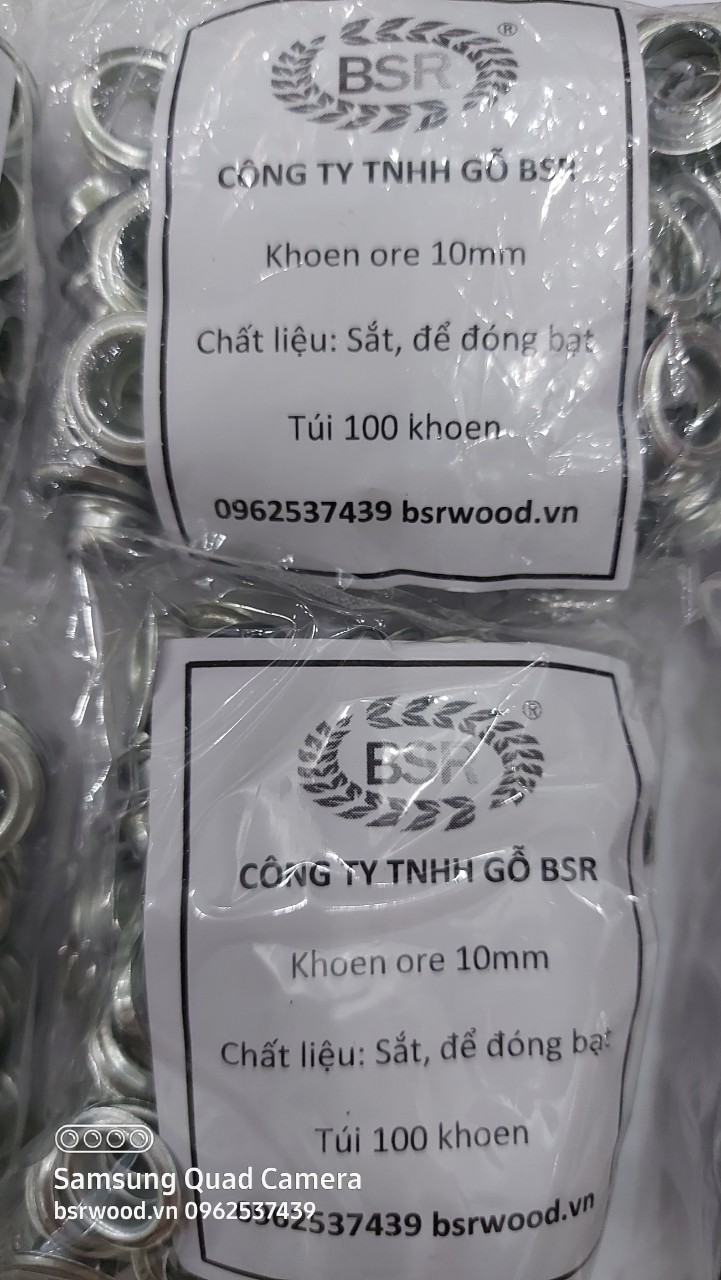 BSR ®
CÔNG TY TNHH GỖ BSR
Khoen ore 10mm
Chất liệu: Sắt, để đóng bạt
Túi 100 khoen
0962537439 bsrwood.vn
BSR ®
CÔNG TY TNHH GỖ BSR
Khoen ore 10mm
Chất liệu: Sắt, để đóng bạt
Túi 100 khoen
0962537439 bsrwood.vn
Samsung Quad Camera
bsrwood.vn 0962537439